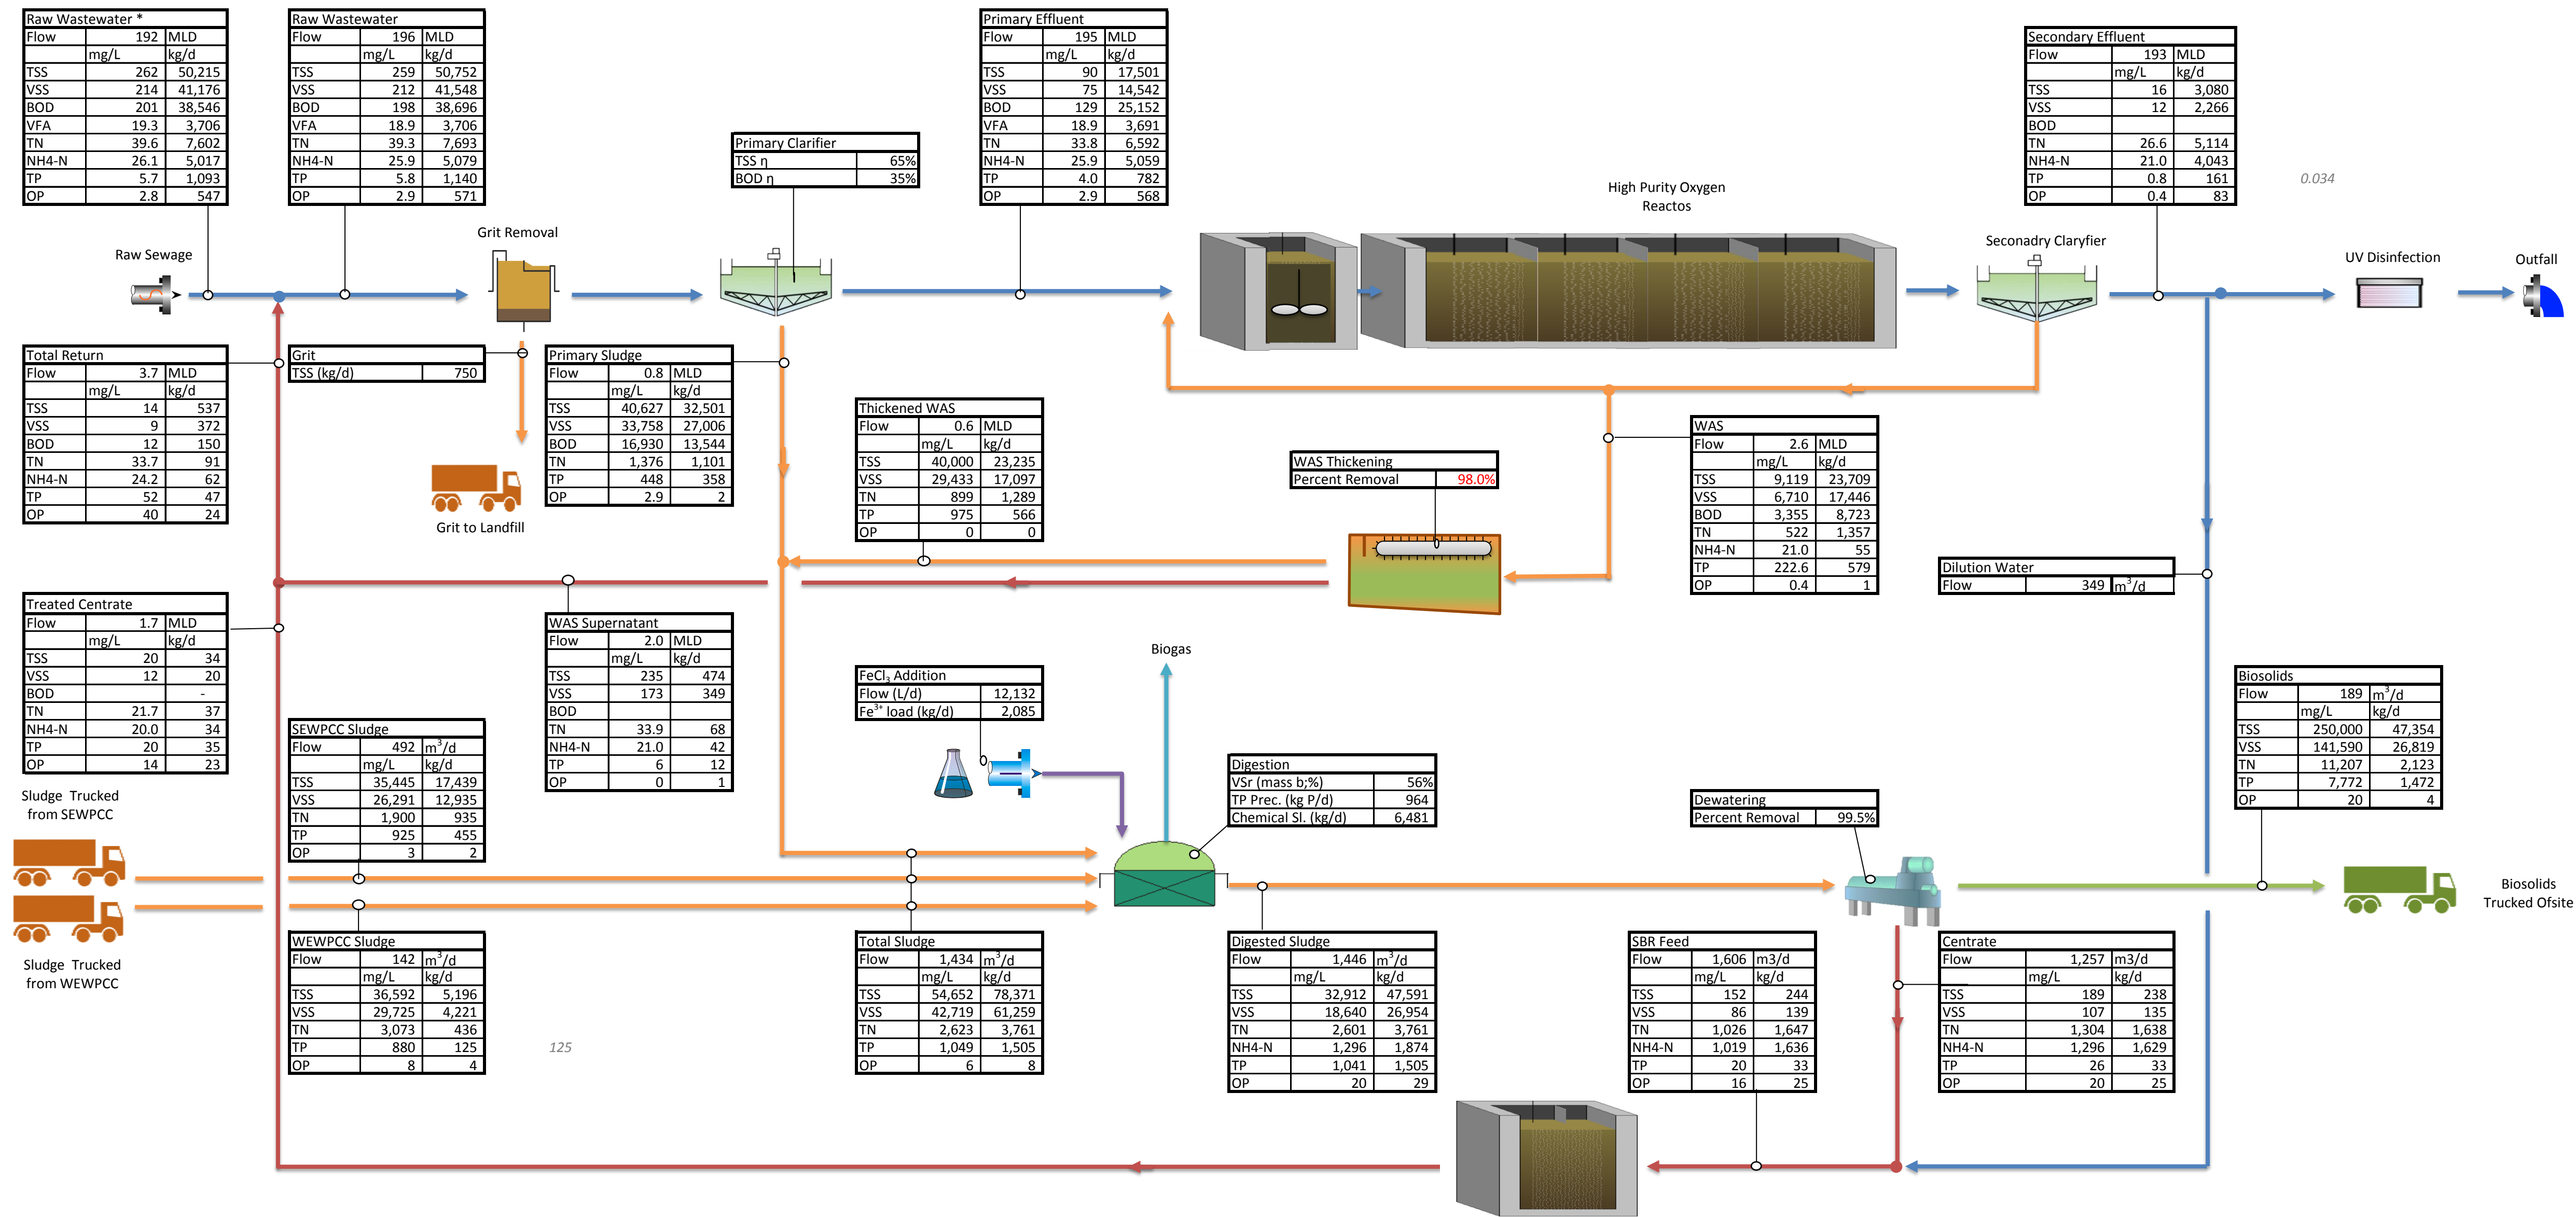 Raw Wastewater *
Flow 192 MLD
mg/L kg/d
TSS 262 50,215
VSS 214 41,176
BOD 201 38,546
VFA 19.3 3,706
TN 39.6 7,602
NH4-N 26.1 5,017
TP 5.7 1,093
OP 2.8 547
Raw Wastewater
Flow 196 MLD
mg/L kg/d
TSS 259 50,752
VSS 212 41,548
BOD 198 38,696
VFA 18.9 3,706
TN 39.3 7,693
NH4-N 25.9 5,079
TP 5.8 1,140
OP 2.9 571
Primary Clarifier
TSS η 65%
BOD η 35%
Primary Effluent
Flow 195 MLD
mg/L kg/d
TSS 90 17,501
VSS 75 14,542
BOD 129 25,152
VFA 18.9 3,691
TN 33.8 6,592
NH4-N 25.9 5,059
TP 4.0 782
OP 2.9 568
High Purity Oxygen
Reactos
Secondary Effluent
Flow 193 MLD
mg/L kg/d
TSS 16 3,080
VSS 12 2,266
BOD
TN 26.6 5,114
NH4-N 21.0 4,043
TP 0.8 161
OP 0.4 83
0.034
Raw Sewage
Grit Removal
Seconadry Claryfier
UV Disinfection
Outfall
Total Return
Flow 3.7 MLD
mg/L kg/d
TSS 14 537
VSS 9 372
BOD 12 150
TN 33.7 91
NH4-N 24.2 62
TP 52 47
OP 40 24
Grit
TSS (kg/d) 750
Grit to Landfill
Primary Sludge
Flow 0.8 MLD
mg/L kg/d
TSS 40,627 32,501
VSS 33,758 27,006
BOD 16,930 13,544
TN 1,376 1,101
TP 448 358
OP 2.9 2
Thickened WAS
Flow 0.6 MLD
mg/L kg/d
TSS 40,000 23,235
VSS 29,433 17,097
TN 899 1,289
TP 975 566
OP 0 0
WAS Thickening
Percent Removal 98.0%
WAS
Flow 2.6 MLD
mg/L kg/d
TSS 9,119 23,709
VSS 6,710 17,446
BOD 3,355 8,723
TN 522 1,357
NH4-N 21.0 55
TP 222.6 579
OP 0.4 1
Dilution Water
Flow 349 m³/d
Treated Centrate
Flow 1.7 MLD
mg/L kg/d
TSS 20 34
VSS 12 20
BOD -
TN 21.7 37
NH4-N 20.0 34
TP 20 35
OP 14 23
WAS Supernatant
Flow 2.0 MLD
mg/L kg/d
TSS 235 474
VSS 173 349
BOD
TN 33.9 68
NH4-N 21.0 42
TP 6 12
OP 0 1
FeCl₃ Addition
Flow (L/d) 12,132
Fe³⁺ load (kg/d) 2,085
Biogas
Biosolids
Flow 189 m³/d
mg/L kg/d
TSS 250,000 47,354
VSS 141,590 26,819
TN 11,207 2,123
TP 7,772 1,472
OP 20 4
SEWPCC Sludge
Flow 492 m³/d
mg/L kg/d
TSS 35,445 17,439
VSS 26,291 12,935
TN 1,900 935
TP 925 455
OP 3 2
Digestion
VSr (mass b;%) 56%
TP Prec. (kg P/d) 964
Chemical Sl. (kg/d) 6,481
Dewatering
Percent Removal 99.5%
Sludge Trucked
from SEWPCC
Sludge Trucked
from WEWPCC
Biosolids
Trucked Ofsite
WEWPCC Sludge
Flow 142 m³/d
mg/L kg/d
TSS 36,592 5,196
VSS 29,725 4,221
TN 3,073 436
TP 880 125
OP 8 4
125
Total Sludge
Flow 1,434 m³/d
mg/L kg/d
TSS 54,652 78,371
VSS 42,719 61,259
TN 2,623 3,761
TP 1,049 1,505
OP 6 8
Digested Sludge
Flow 1,446 m³/d
mg/L kg/d
TSS 32,912 47,591
VSS 18,640 26,954
TN 2,601 3,761
NH4-N 1,296 1,874
TP 1,041 1,505
OP 20 29
SBR Feed
Flow 1,606 m3/d
mg/L kg/d
TSS 152 244
VSS 86 139
TN 1,026 1,647
NH4-N 1,019 1,636
TP 20 33
OP 16 25
Centrate
Flow 1,257 m3/d
mg/L kg/d
TSS 189 238
VSS 107 135
TN 1,304 1,638
NH4-N 1,296 1,629
TP 26 33
OP 20 25